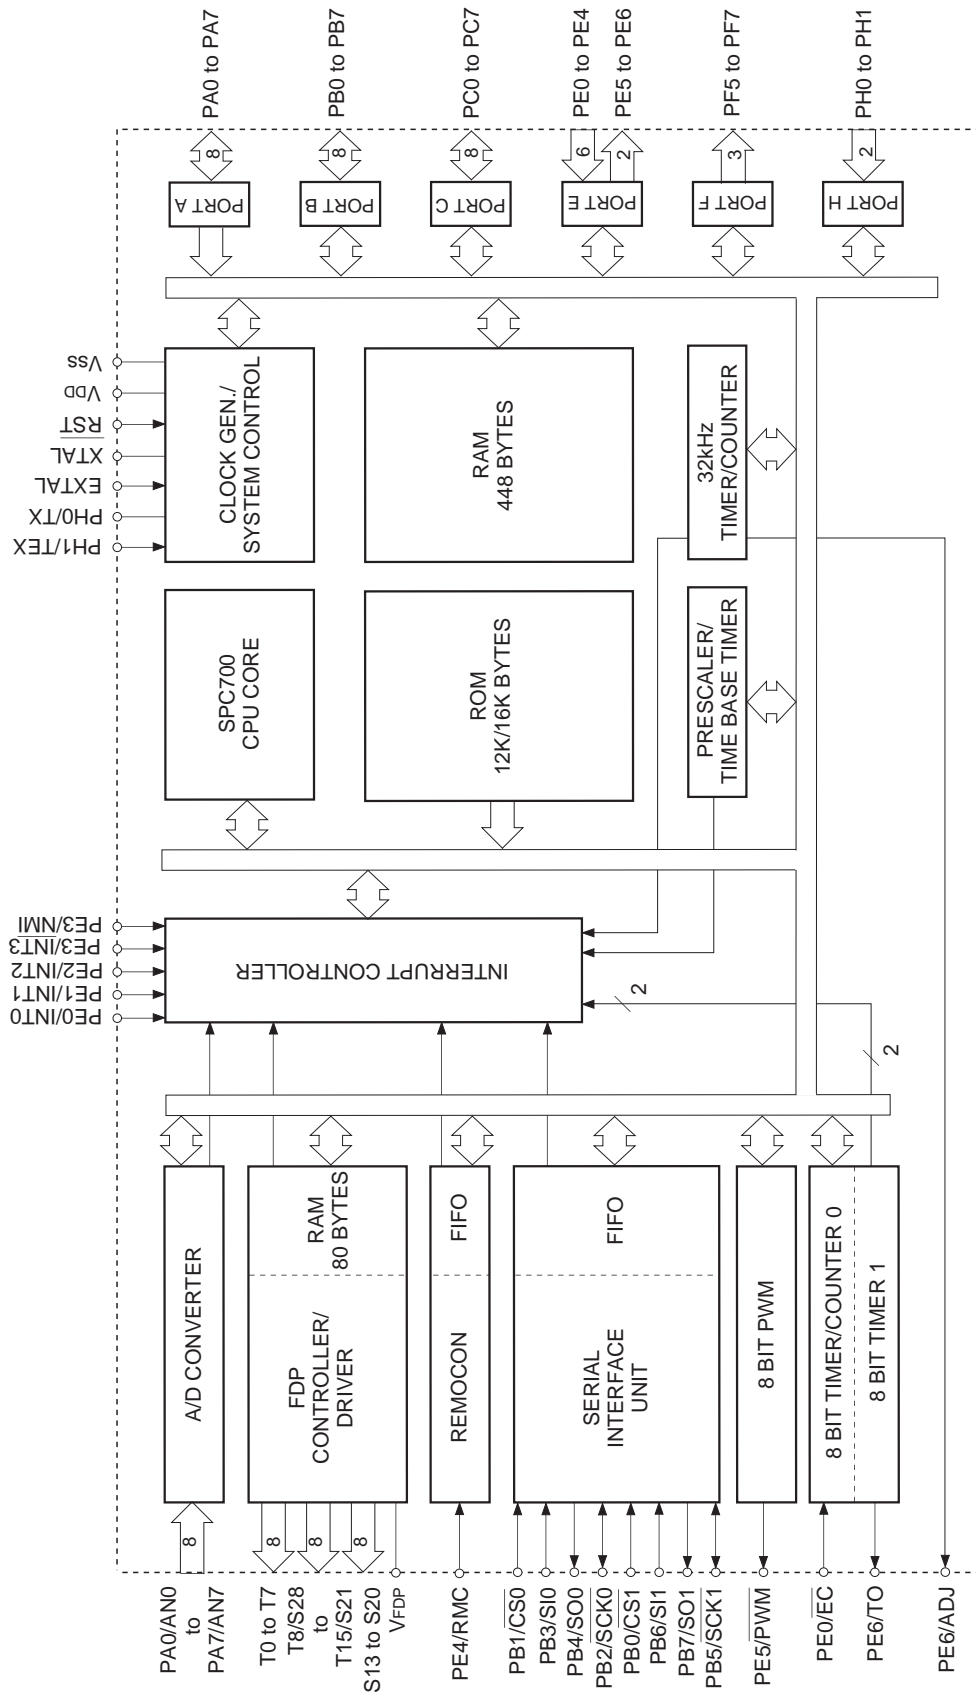 PA0 to PA7
PB0 to PB7
PC0 to PC7
PE0 to PE4
PE5 to PE6
PF5 to PF7
PH0 to PH1
8
8
8
6
2
3
2
PORT A
PORT B
PORT C
PORT E
PORT F
PORT H
VSS
VDD
RST
XTAL
EXTAL
PH0/TX
PH1/TEX
CLOCK GEN./
SYSTEM CONTROL
RAM
448 BYTES
32kHz
TIMER/COUNTER
SPC700
CPU CORE
ROM
12K/16K BYTES
PRESCALER/
TIME BASE TIMER
PE3/NMI
PE3/INT3
PE2/INT2
PE1/INT1
PE0/INT0
INTERRUPT CONTROLLER
2
2
A/D CONVERTER
FDP
CONTROLLER/
DRIVER
RAM
80 BYTES
REMOCON
FIFO
SERIAL
INTERFACE
UNIT
FIFO
8 BIT PWM
8 BIT TIMER/COUNTER 0
8 BIT TIMER 1
8
8
8
8
PA0/AN0
to
PA7/AN7
T0 to T7
T8/S28
to
T15/S21
S13 to S20
VFDP
PE4/RMC
PB1/CS0
PB3/SI0
PB4/SO0
PB2/SCK0
PB0/CS1
PB6/SI1
PB7/SO1
PB5/SCK1
PE5/PWM
PE0/EC
PE6/TO
PE6/ADJ